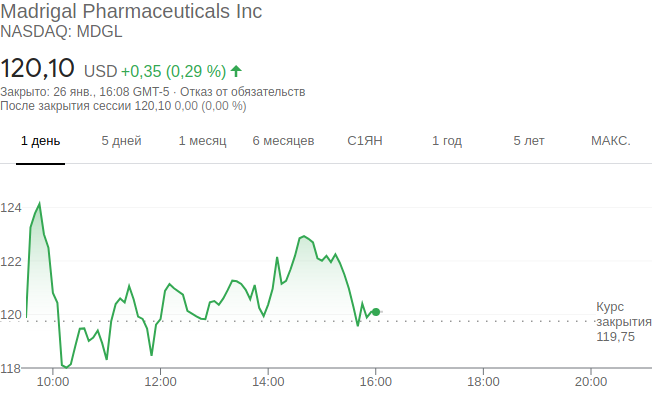 Madrigal Pharmaceuticals Inc
NASDAQ: MDGL
120,10 USD +0,35 (0,29 %)
Закрыто: 26 янв., 16:08 GMT-5 · Отказ от обязательств
После закрытия сессии 120,10 0,00 (0,00 %)
1 день 5 дней 1 месяц 6 месяцев С1ЯН 1 год 5 лет МАКС.
124
122
120
Курс
закрытия
119,75
118
10:00 12:00 14:00 16:00 18:00 20:00